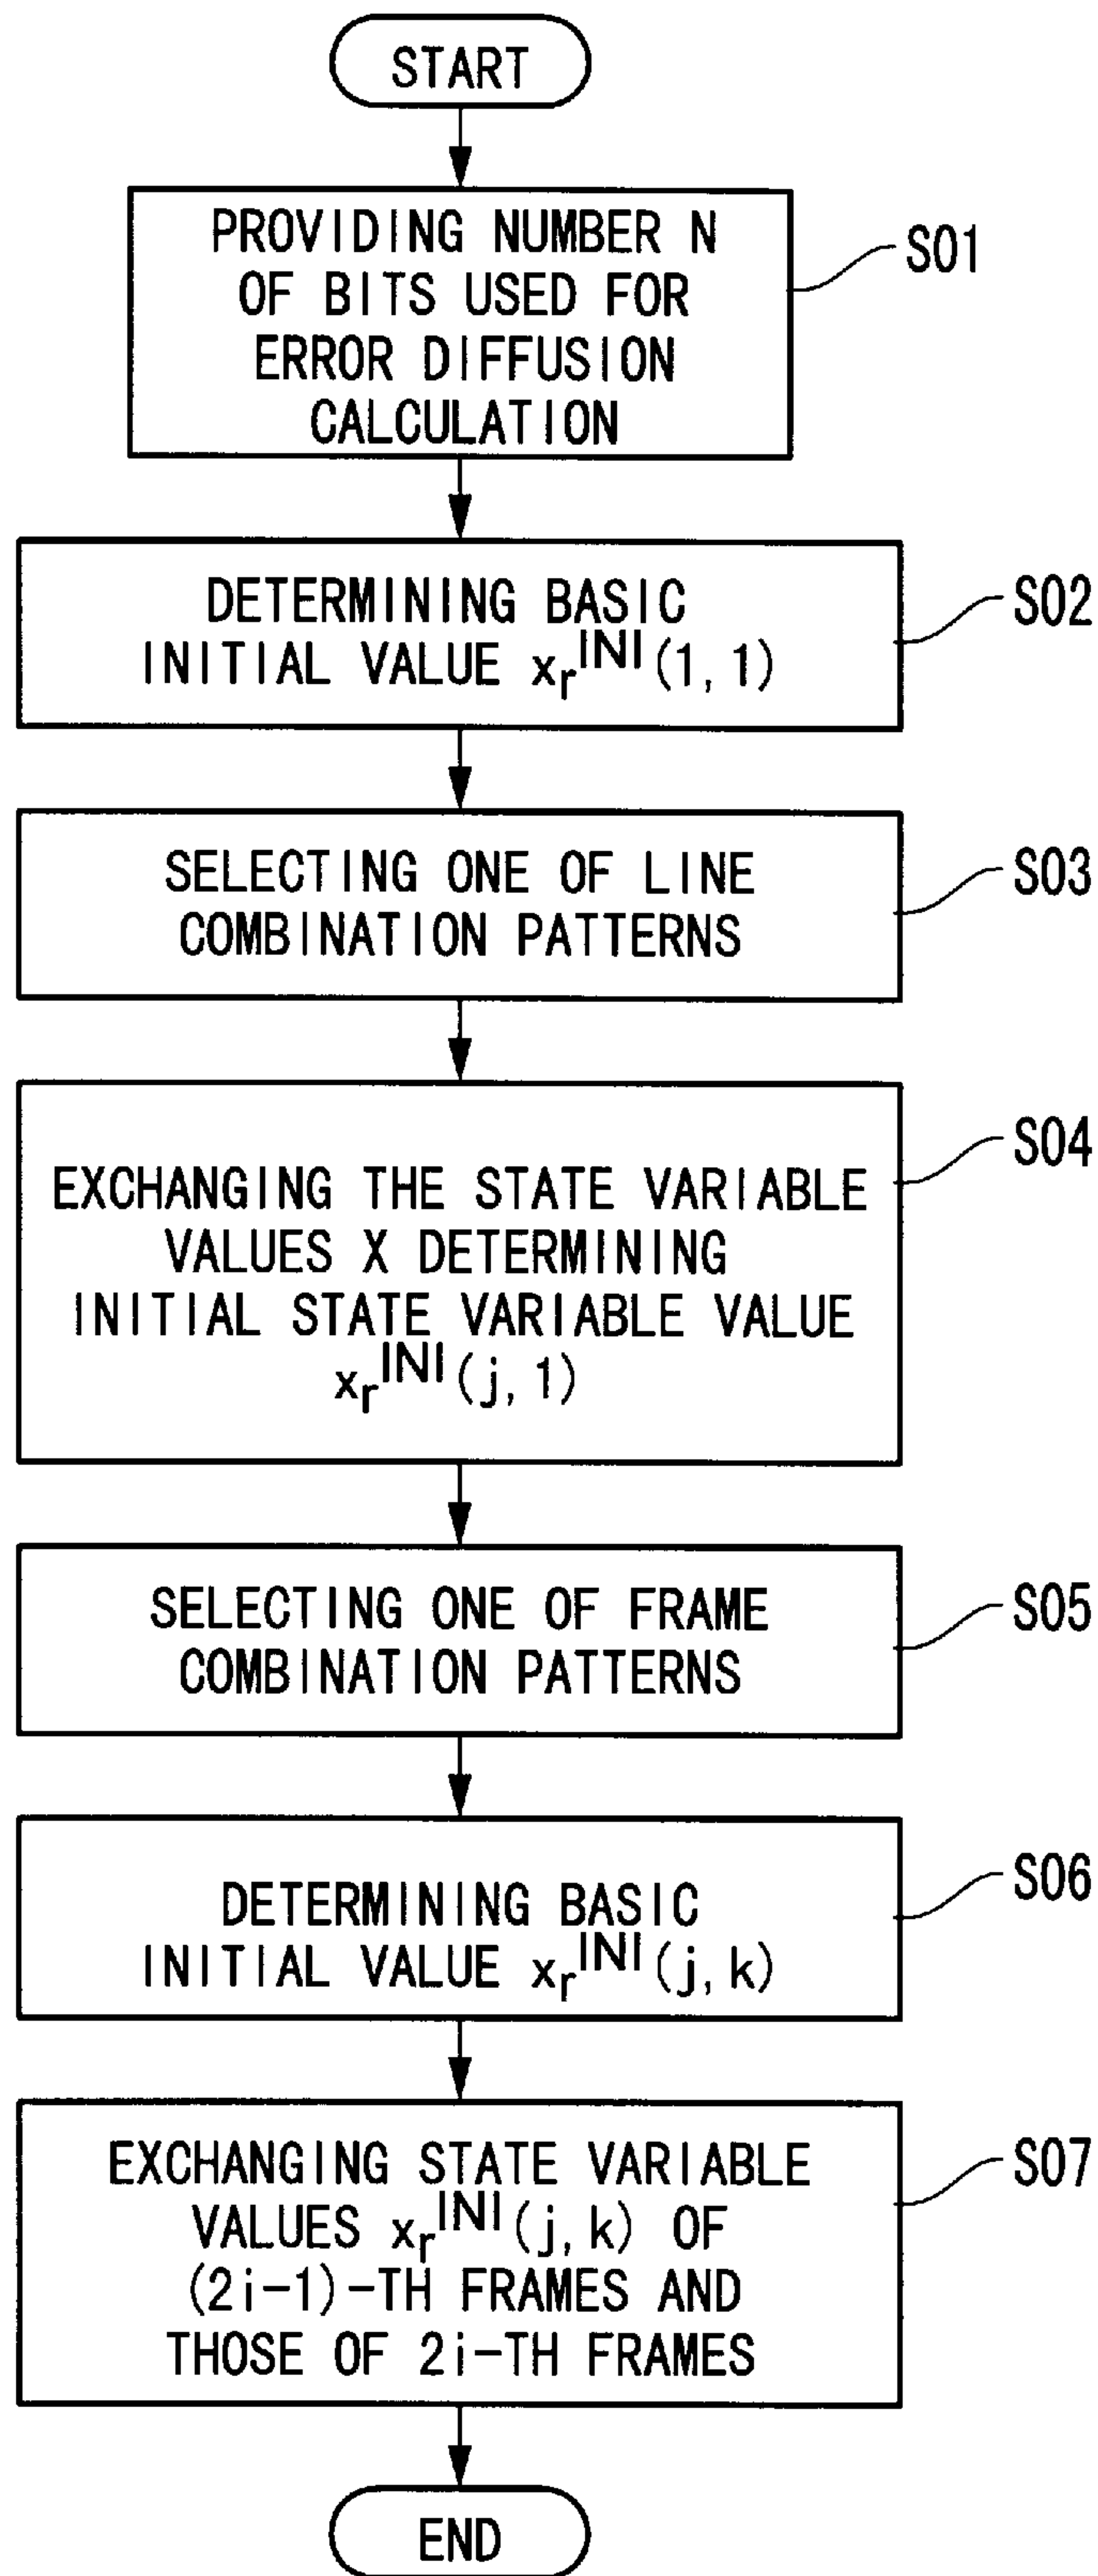 START
PROVIDING NUMBER N
OF BITS USED FOR
ERROR DIFFUSION
CALCULATION
S01
DETERMINING BASIC
INITIAL VALUE xrINI(1,1)
S02
SELECTING ONE OF LINE
COMBINATION PATTERNS
S03
EXCHANGING THE STATE VARIABLE
VALUES X DETERMINING
INITIAL STATE VARIABLE VALUE
xrINI(j,1)
S04
SELECTING ONE OF FRAME
COMBINATION PATTERNS
S05
DETERMINING BASIC
INITIAL VALUE xrINI(j,k)
S06
EXCHANGING STATE VARIABLE
VALUES xrINI(j,k) OF
(2i-1)-TH FRAMES AND
THOSE OF 2i-TH FRAMES
S07
END